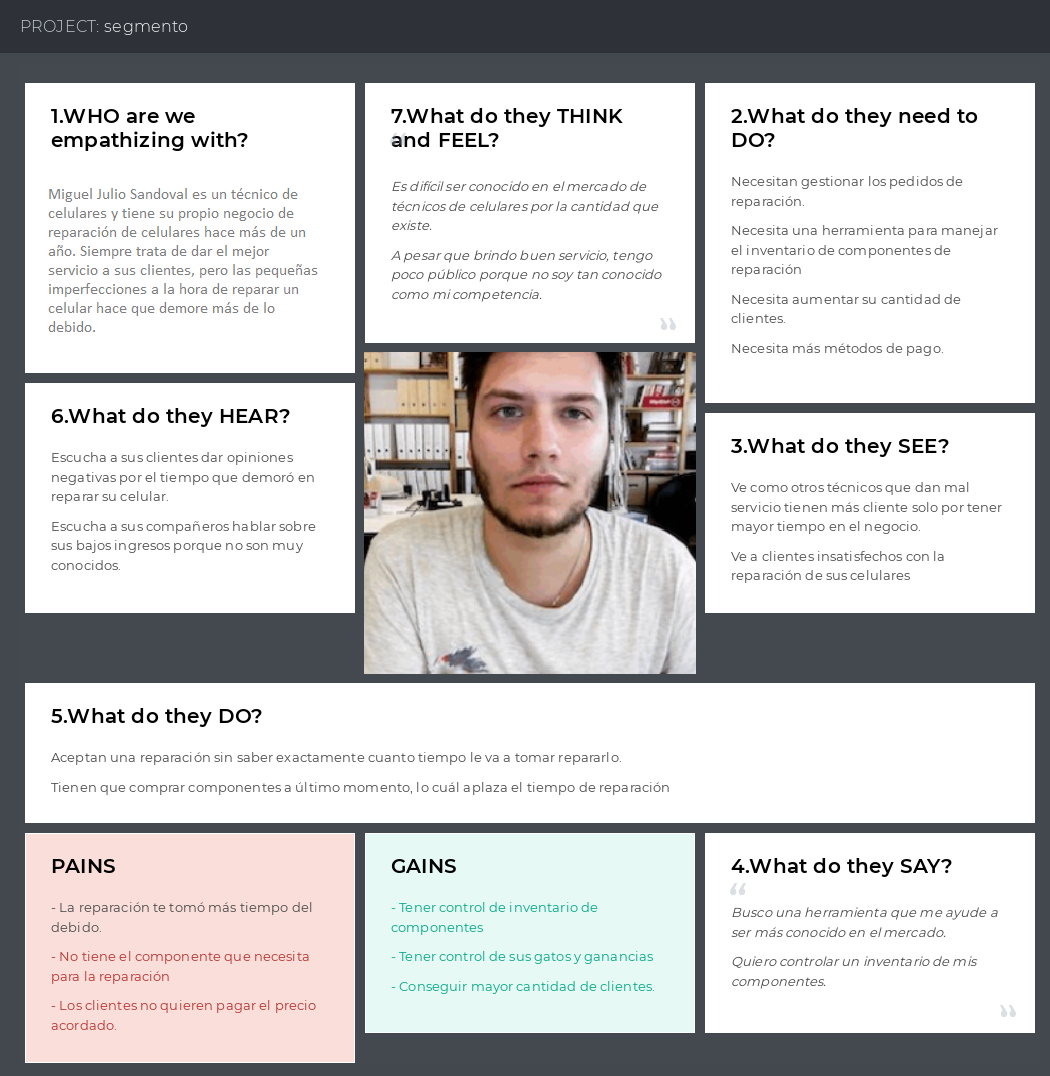 PROJECT: segmento
1.WHO are we
empathizing with?
Miguel Julio Sandoval es un técnico de
celulares y tiene su propio negocio de
reparación de celulares hace más de un
año. Siempre trata de dar el mejor
servicio a sus clientes, pero las pequeñas
imperfecciones a la hora de reparar un
celular hace que demore más de lo
debido.
7.What do they THINK
and FEEL?
“
Es difícil ser conocido en el mercado de
técnicos de celulares por la cantidad que
existe.
A pesar que brindo buen servicio, tengo
poco público porque no soy tan conocido
como mi competencia.
”
2.What do they need to
DO?
Necesitan gestionar los pedidos de
reparación.
Necesita una herramienta para manejar
el inventario de componentes de
reparación
Necesita aumentar su cantidad de
clientes.
Necesita más métodos de pago.
6.What do they HEAR?
Escucha a sus clientes dar opiniones
negativas por el tiempo que demoró en
reparar su celular.
Escucha a sus compañeros hablar sobre
sus bajos ingresos porque no son muy
conocidos.
3.What do they SEE?
Ve como otros técnicos que dan mal
servicio tienen más cliente solo por tener
mayor tiempo en el negocio.
Ve a clientes insatisfechos con la
reparación de sus celulares
5.What do they DO?
Aceptan una reparación sin saber exactamente cuanto tiempo le va a tomar repararlo.
Tienen que comprar componentes a último momento, lo cuál aplaza el tiempo de reparación
PAINS
- La reparación te tomó más tiempo del
debido.
- No tiene el componente que necesita
para la reparación
- Los clientes no quieren pagar el precio
acordado.
GAINS
- Tener control de inventario de
componentes
- Tener control de sus gatos y ganancias
- Conseguir mayor cantidad de clientes.
4.What do they SAY?
“
Busco una herramienta que me ayude a
ser más conocido en el mercado.
Quiero controlar un inventario de mis
componentes.
”